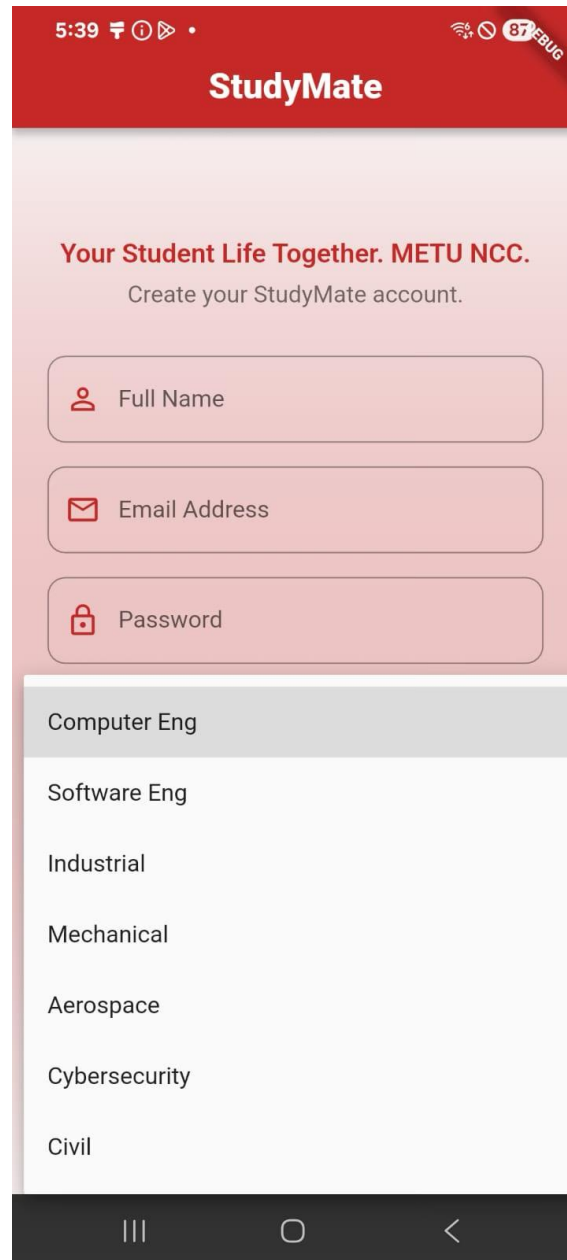 5:39
87
DEBUG
StudyMate
Your Student Life Together. METU NCC.
Create your StudyMate account.
Full Name
Email Address
Password
Computer Eng
Software Eng
Industrial
Mechanical
Aerospace
Cybersecurity
Civil